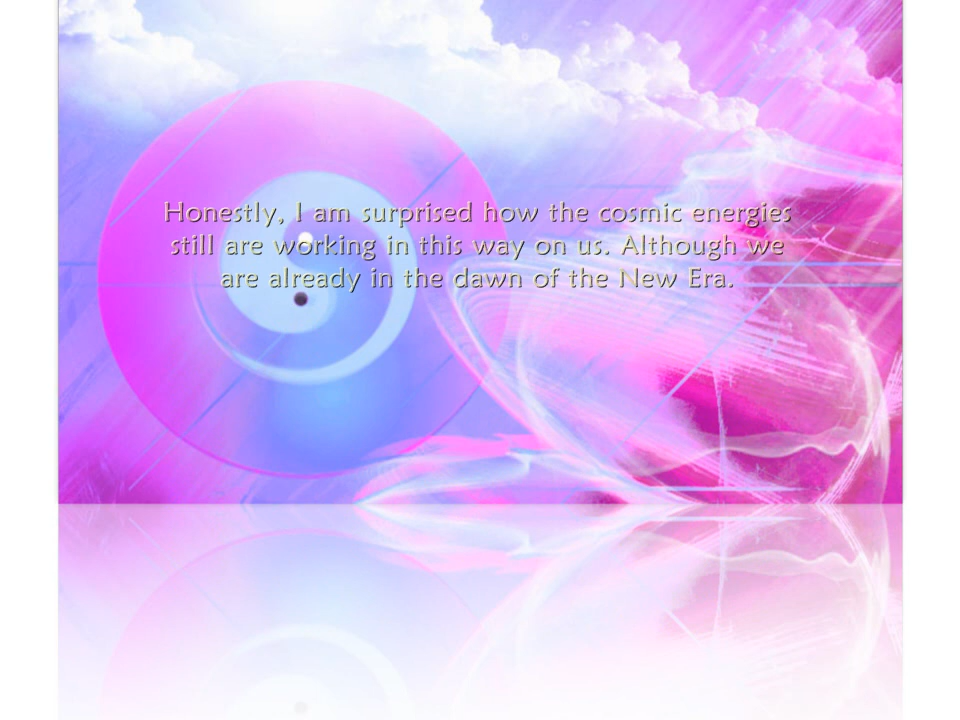 Honestly, I am surprised how the cosmic energies
still are working in this way on us. Although we
are already in the dawn of the New Era.